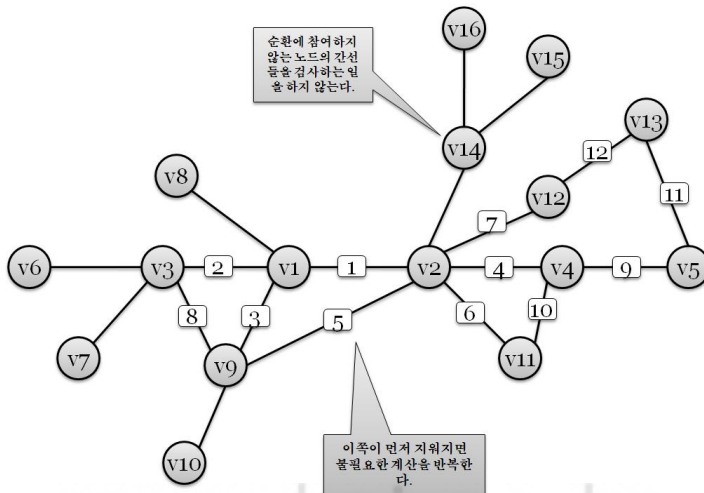 v16
순환에 참여하지
않는 노드의 간선
들을 검사하는 일
을 하지 않는다.
v15
v13
v14
12
v8
v12
11
7
v6
v3
2
v1
1
v2
4
v4
9
v5
8
3
5
6
10
v7
v9
v11
v10
이쪽이 먼저 지워지면
불필요한 계산을 반복한
다.